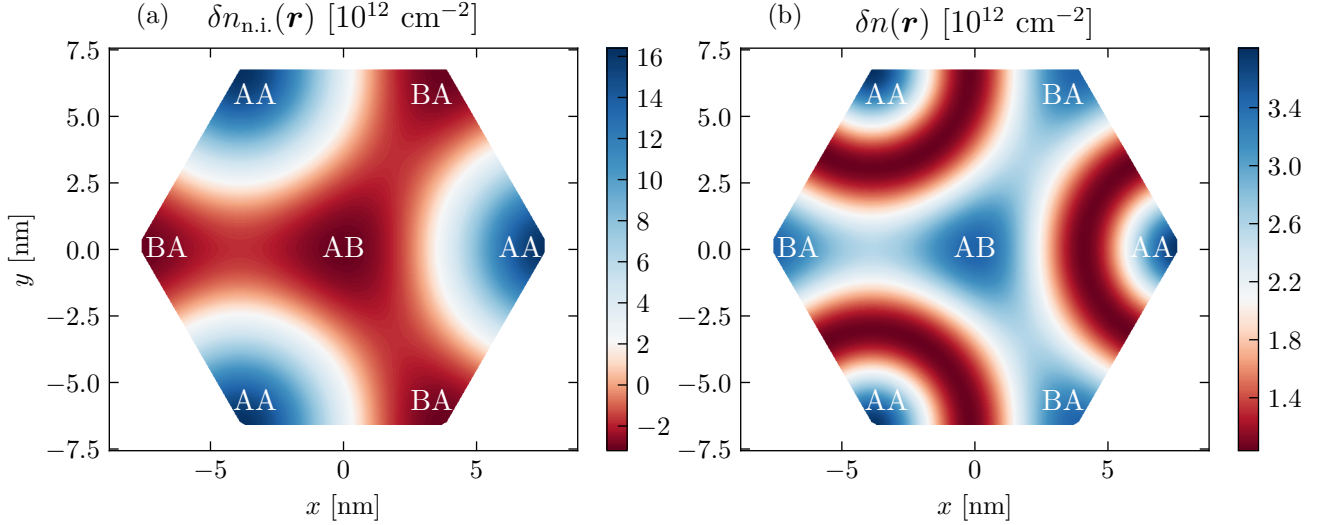 (a) δn_n.i.(r) [10^12 cm^−2]
7.5
5.0
2.5
0.0
−2.5
−5.0
−7.5
y [nm]
−5
0
5
x [nm]
AA
BA
BA
AB
AA
AA
BA
16
14
12
10
8
6
4
2
0
−2
(b) δn(r) [10^12 cm^−2]
7.5
5.0
2.5
0.0
−2.5
−5.0
−7.5
−5
0
5
x [nm]
AA
BA
BA
AB
AA
AA
BA
3.4
3.0
2.6
2.2
1.8
1.4